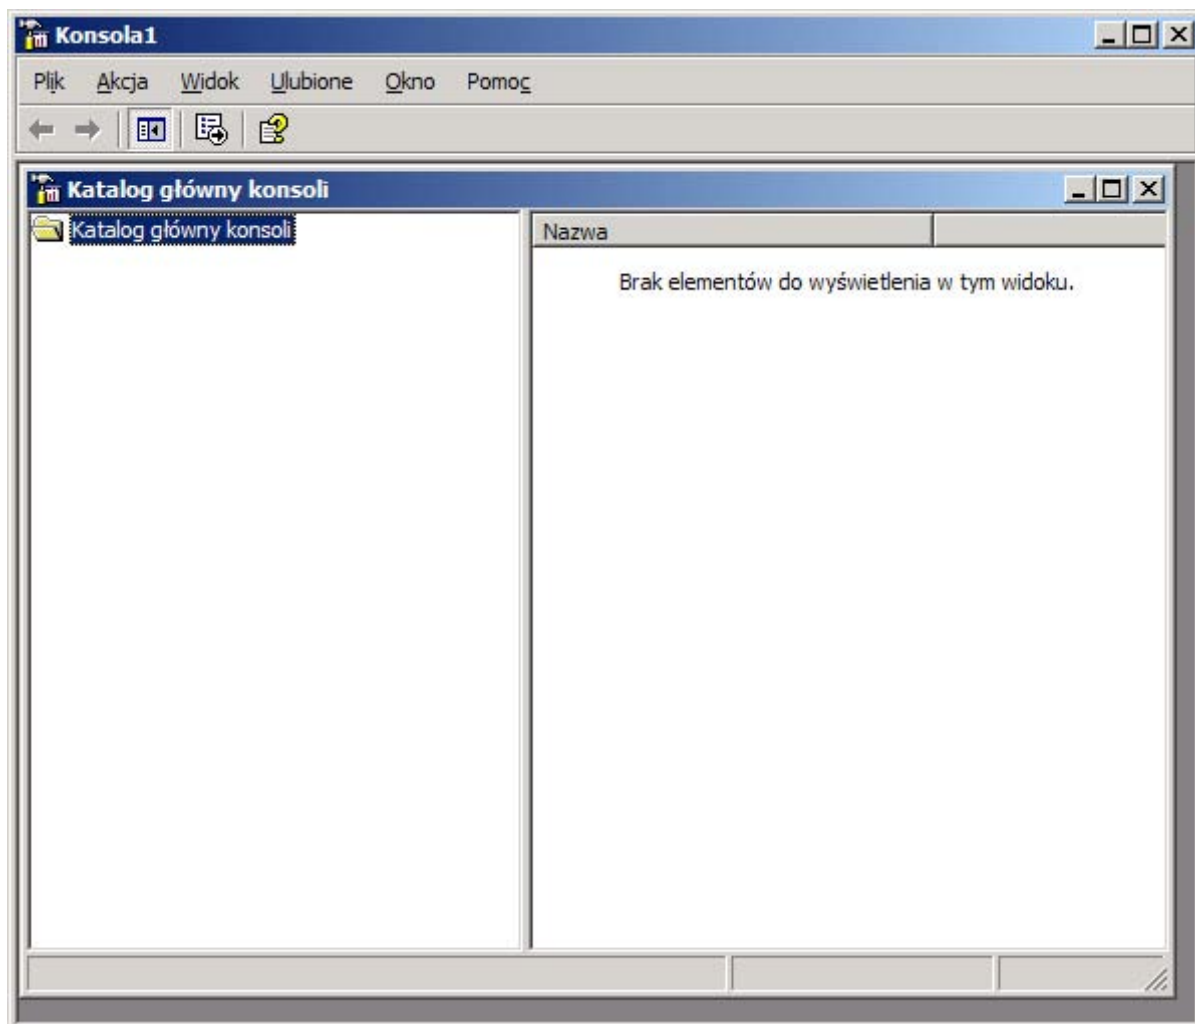 Konsola1
Plik Akcja Widok Ulubione Okno Pomoc
Katalog główny konsoli
Katalog główny konsoli
Nazwa
Brak elementów do wyświetlenia w tym widoku.